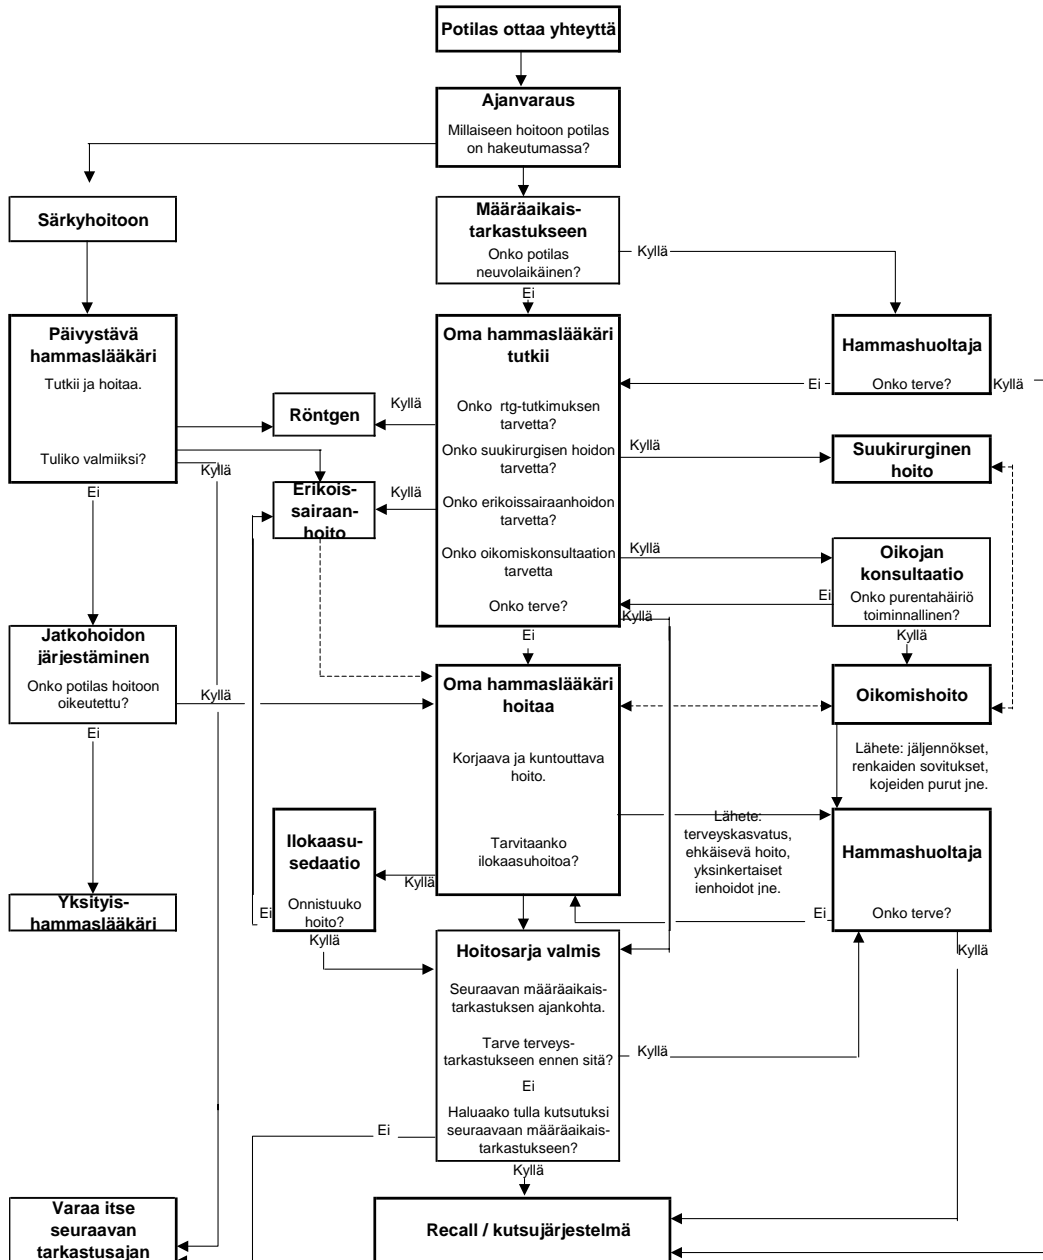 Potilas ottaa yhteyttä
Ajanvaraus
Millaiseen hoitoon potilas
on hakeutumassa?
Särkyhoitoon
Määräaikais-
tarkastukseen
Onko potilas
neuvolaikäinen?
Kyllä
Ei
Päivystävä
hammaslääkäri
Tutkii ja hoitaa.
Tuliko valmiiksi?
Kyllä
Ei
Röntgen
Kyllä
Erikois-
sairaan-
hoito
Kyllä
Oma hammaslääkäri
tutkii
Onko rtg-tutkimuksen
tarvetta?
Onko suukirurgisen hoidon
tarvetta?
Onko erikoissairaanhoidon
tarvetta?
Onko oikomiskonsultaation
tarvetta
Onko terve?
Kyllä
Ei
Hammashuoltaja
Onko terve?
Ei
Kyllä
Kyllä
Suukirurginen
hoito
Kyllä
Oikojan
konsultaatio
Onko purentahäiriö
toiminnallinen?
Ei
Kyllä
Jatkohoidon
järjestäminen
Onko potilas hoitoon
oikeutettu?
Kyllä
Ei
Oma hammaslääkäri
hoitaa
Korjaava ja kuntouttava
hoito.
Tarvitaanko
ilokaasuhoitoa?
Kyllä
Oikomishoito
Lähete: jäljennökset,
renkaiden sovitukset,
kojeiden purut jne.
Lähete:
terveyskasvatus,
ehkäisevä hoito,
yksinkertaiset
ienhoidot jne.
Hammashuoltaja
Onko terve?
Ei
Kyllä
Ilokaasu-
sedaatio
Onnistuuko
hoito?
Ei
Kyllä
Yksityis-
hammaslääkäri
Hoitosarja valmis
Seuraavan määräaikais-
tarkastuksen ajankohta.
Tarve terveys-
tarkastukseen ennen sitä?
Kyllä
Ei
Haluaako tulla kutsutuksi
seuraavaan määräaikais-
tarkastukseen?
Ei
Kyllä
Varaa itse
seuraavan
tarkastusajan
Recall / kutsujärjestelmä